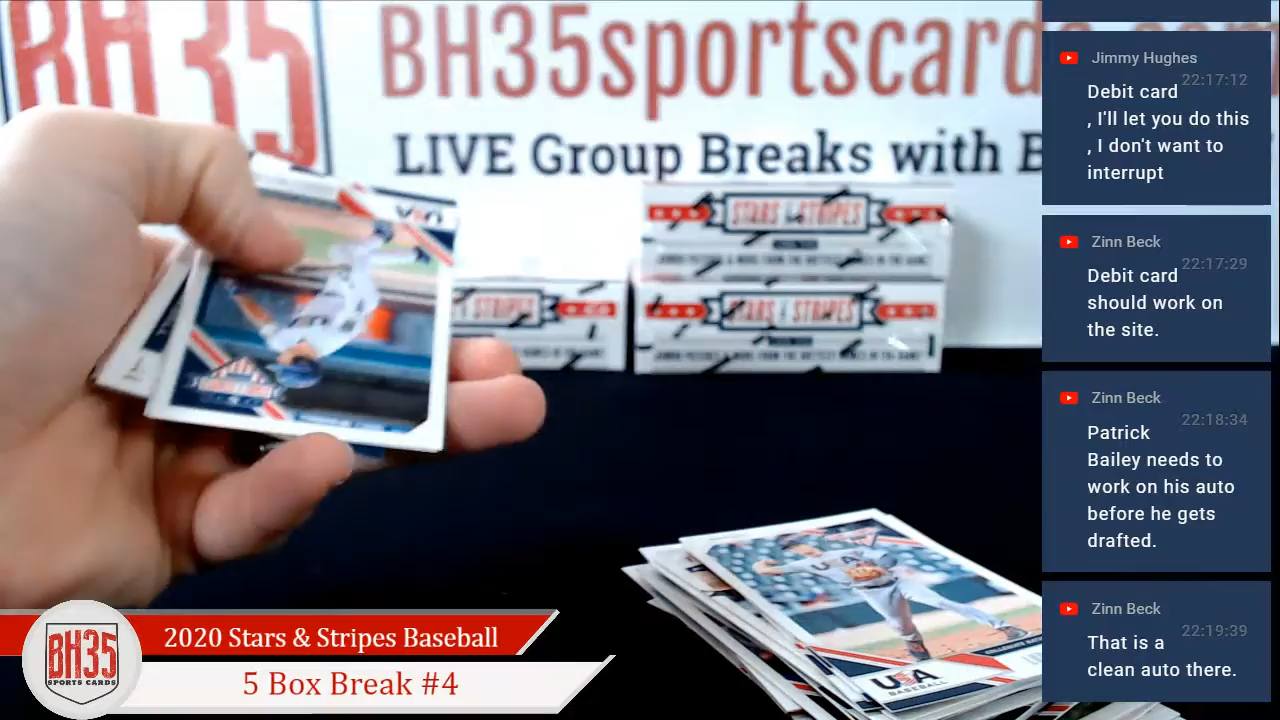 BH35
BH35sportscard
LIVE Group Breaks with B
STARS & STRIPES
STARS & STRIPES
STARS & STRIPES
USA
USA
BASEBALL
Jimmy Hughes
22:17:12
Debit card
, I'll let you do this
, I don't want to
interrupt
Zinn Beck
22:17:29
Debit card
should work on
the site.
Zinn Beck
22:18:34
Patrick
Bailey needs to
work on his auto
before he gets
drafted.
Zinn Beck
22:19:39
That is a
clean auto there.
BH35
SPORTS CARDS
2020 Stars & Stripes Baseball
5 Box Break #4